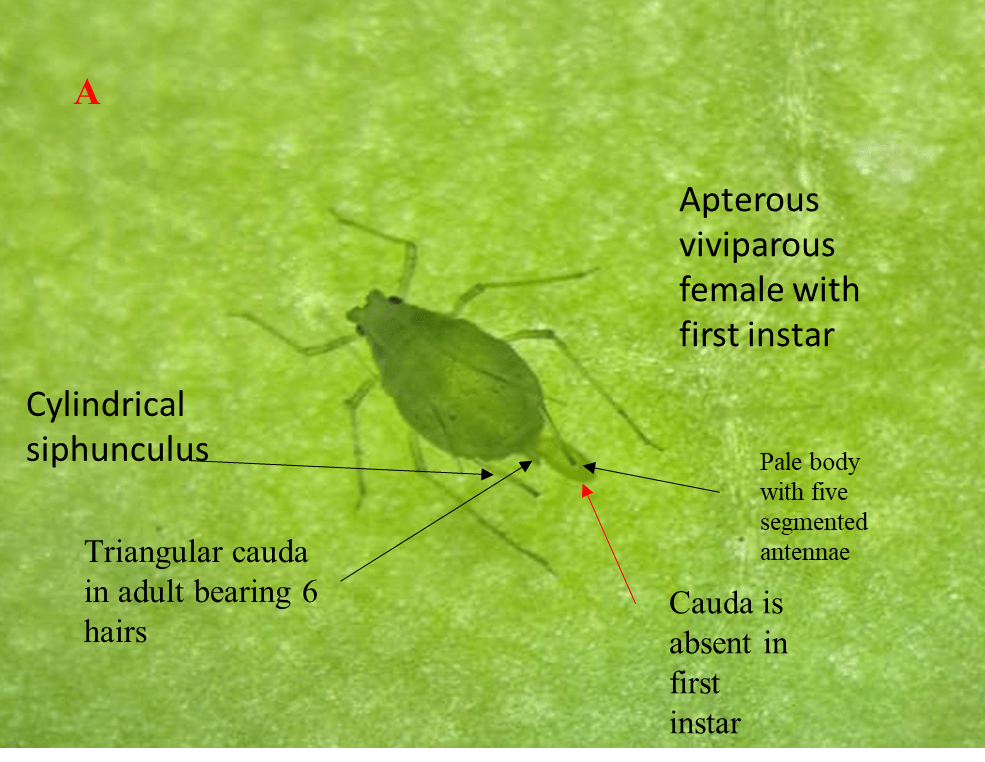 A
Apterous
viviparous
female with
first instar
Cylindrical
siphunculus
Pale body
with five
segmented
antennae
Triangular cauda
in adult bearing 6
hairs
Cauda is
absent in
first
instar